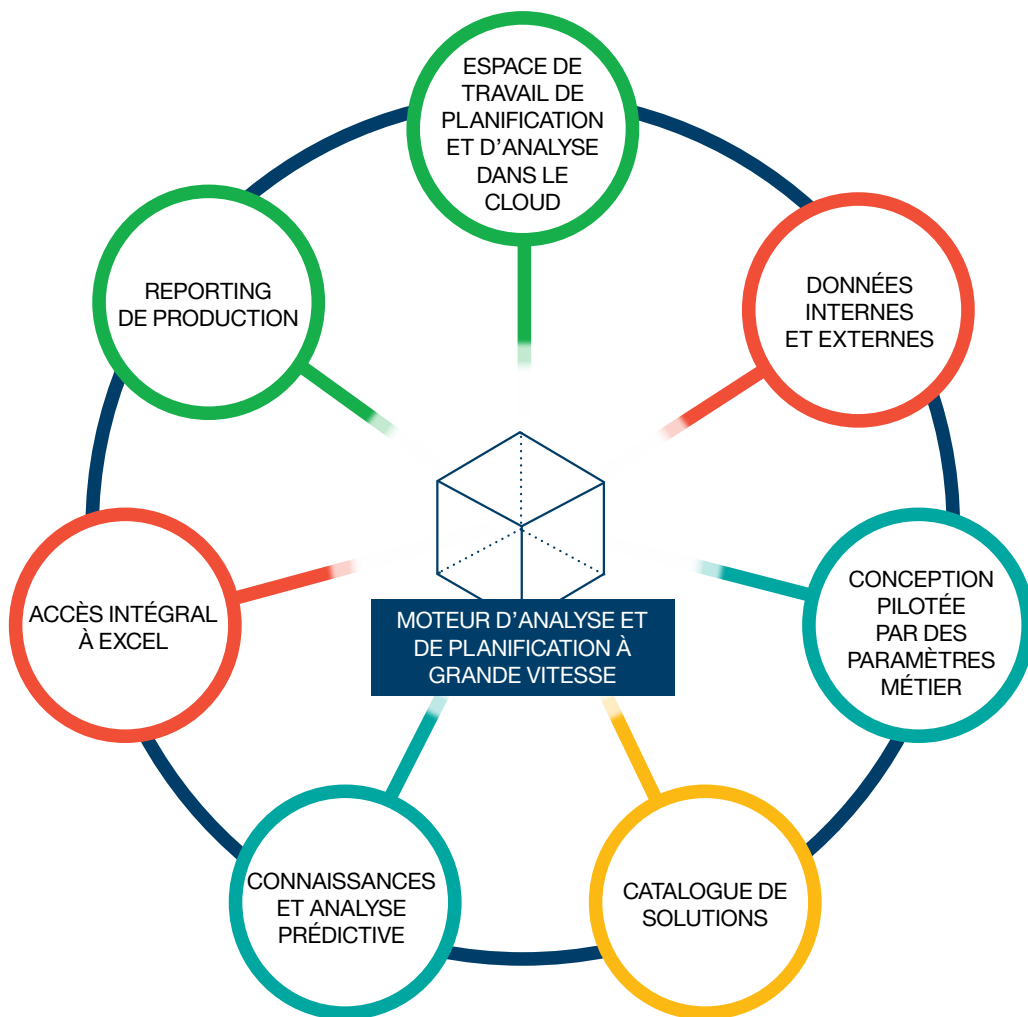 ESPACE DE
TRAVAIL DE
PLANIFICATION
ET D’ANALYSE
DANS LE
CLOUD
DONNÉES
INTERNES
ET EXTERNES
CONCEPTION
PILOTÉE
PAR DES
PARAMÈTRES
MÉTIER
CATALOGUE DE
SOLUTIONS
CONNAISSANCES
ET ANALYSE
PRÉDICTIVE
ACCÈS INTÉGRAL
À EXCEL
REPORTING
DE PRODUCTION
MOTEUR D’ANALYSE ET
DE PLANIFICATION À
GRANDE VITESSE